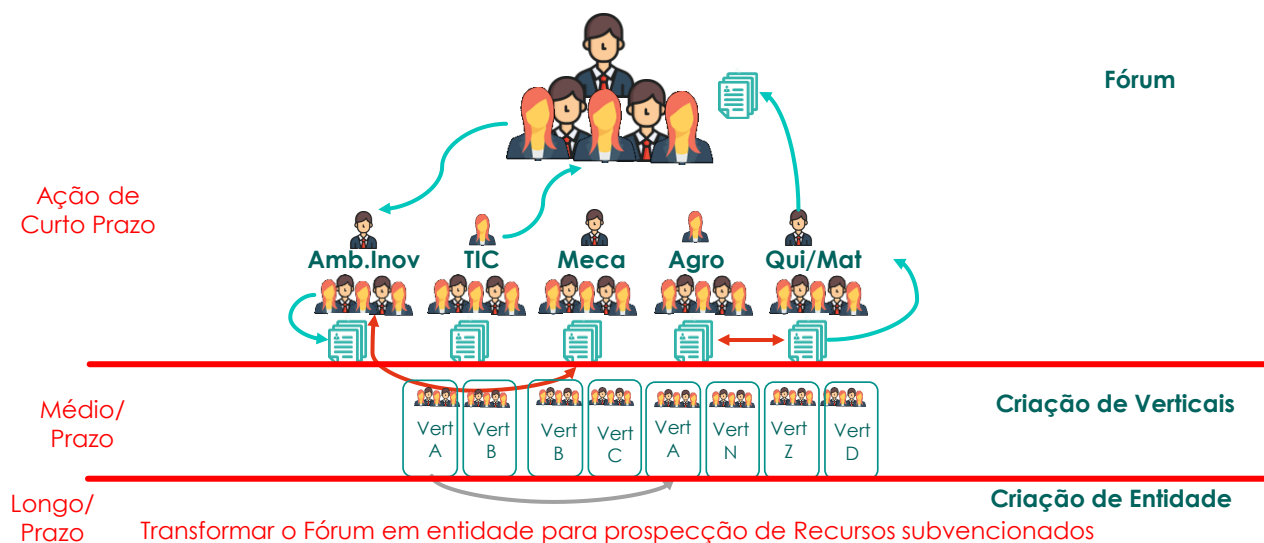 Fórum
Ação de
Curto Prazo
Amb.Inov
TIC
Meca
Agro
Qui/Mat
Médio/
Prazo
Vert
A
Vert
B
Vert
B
Vert
C
Vert
A
Vert
N
Vert
Z
Vert
D
Criação de Verticais
Longo/
Prazo
Criação de Entidade
Transformar o Fórum em entidade para prospecção de Recursos subvencionados